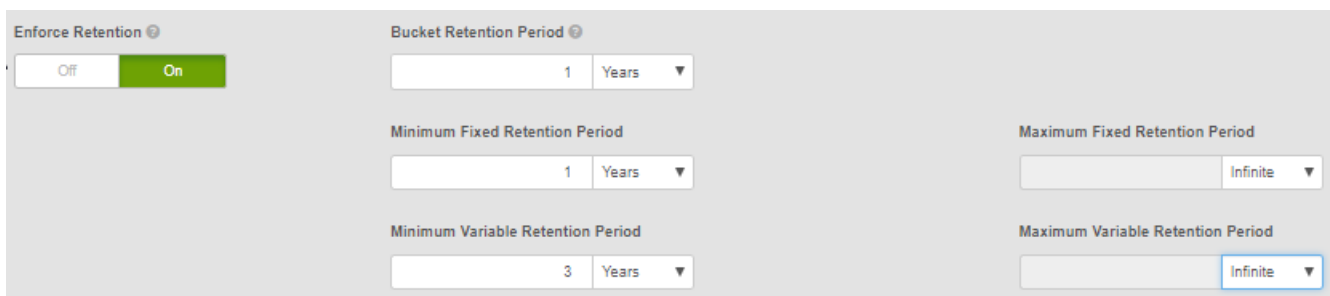 Enforce Retention
Bucket Retention Period
Off On
1 Years
Minimum Fixed Retention Period
Maximum Fixed Retention Period
1 Years
Infinite
Minimum Variable Retention Period
Maximum Variable Retention Period
3 Years
Infinite